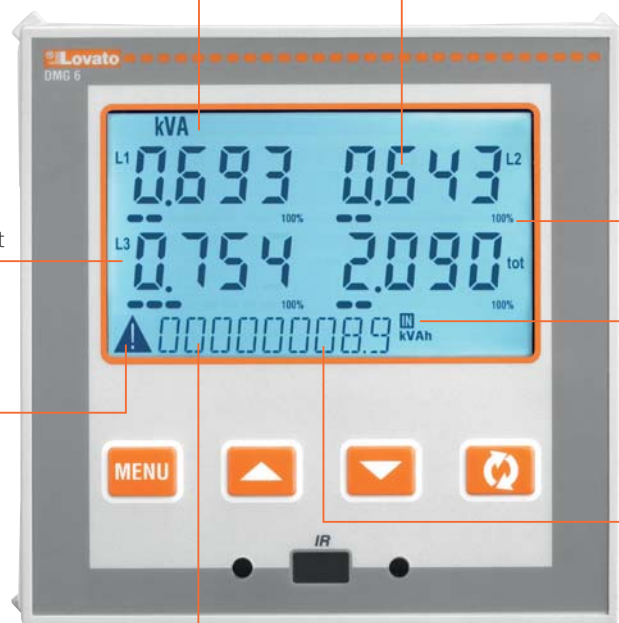 Lovato
DMG 6
kVA
L1 0.693 0.643 L2
100% 100%
t
L3 0.754 2.090 tot
100% 100%
00000008.9 IN kVAh
MENU
IR